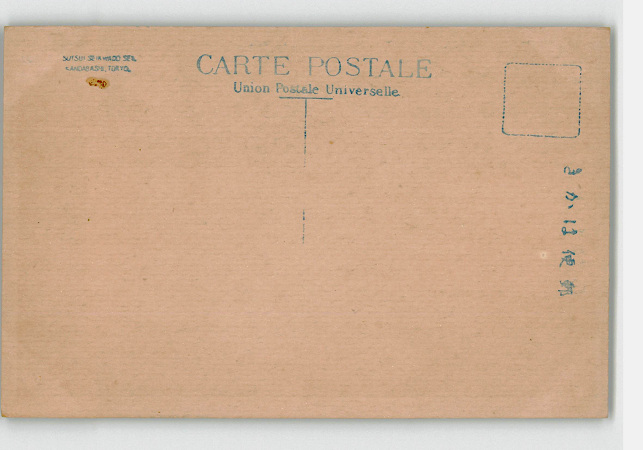 CARTE POSTALE
Union Postale Universelle.
きかは便郵